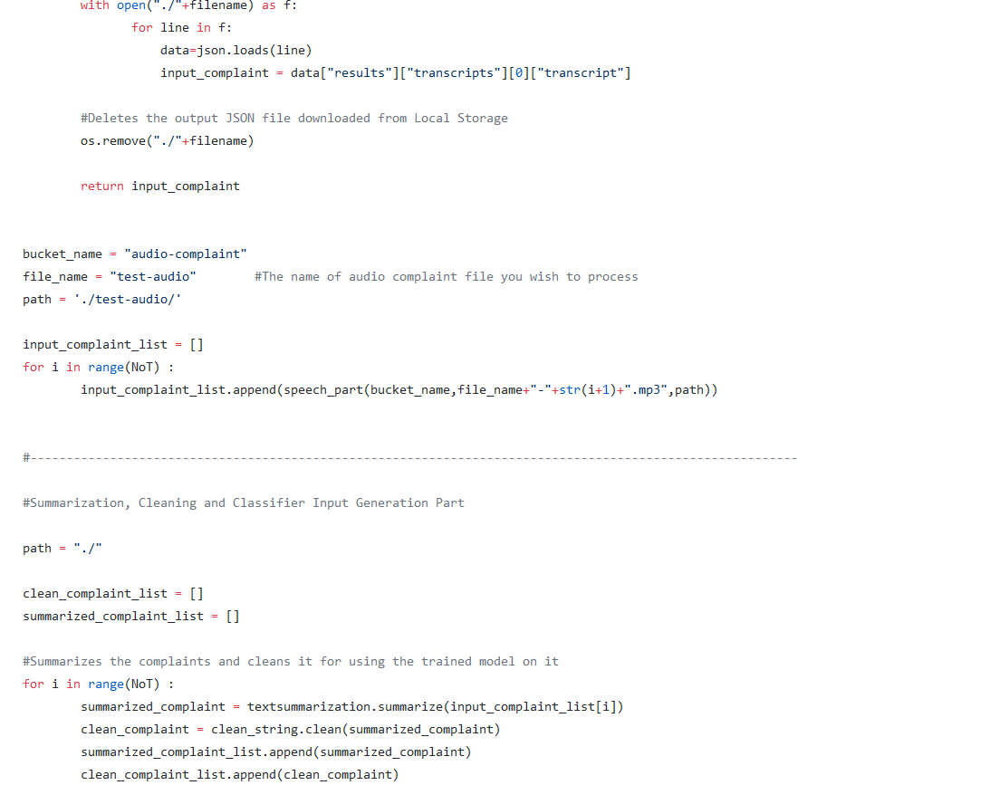 with open("./"+filename) as f:
for line in f:
data=json.loads(line)
input_complaint = data["results"]["transcripts"][0]["transcript"]
#Deletes the output JSON file downloaded from Local Storage
os.remove("./"+filename)
return input_complaint
bucket_name = "audio-complaint"
file_name = "test-audio" #The name of audio complaint file you wish to process
path = './test-audio/'
input_complaint_list = []
for i in range(NoT) :
input_complaint_list.append(speech_part(bucket_name,file_name+"-"+str(i+1)+".mp3",path))
#----------------------------------------------------------------------------------------------------------
#Summarization, Cleaning and Classifier Input Generation Part
path = "./"
clean_complaint_list = []
summarized_complaint_list = []
#Summarizes the complaints and cleans it for using the trained model on it
for i in range(NoT) :
summarized_complaint = textsummarization.summarize(input_complaint_list[i])
clean_complaint = clean_string.clean(summarized_complaint)
summarized_complaint_list.append(summarized_complaint)
clean_complaint_list.append(clean_complaint)